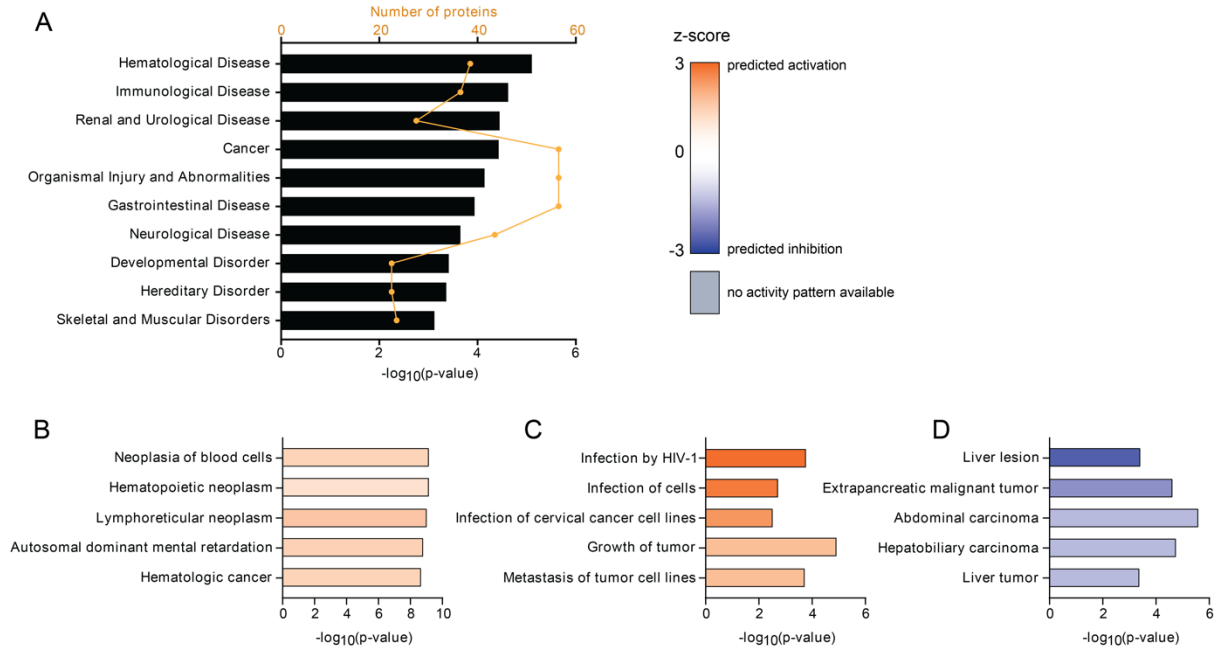 A
Number of proteins
0 20 40 60
Hematological Disease
Immunological Disease
Renal and Urological Disease
Cancer
Organismal Injury and Abnormalities
Gastrointestinal Disease
Neurological Disease
Developmental Disorder
Hereditary Disorder
Skeletal and Muscular Disorders
0 2 4 6
-log10(p-value)
z-score
3 predicted activation
0
-3 predicted inhibition
no activity pattern available
B
Neoplasia of blood cells
Hematopoietic neoplasm
Lymphoreticular neoplasm
Autosomal dominant mental retardation
Hematologic cancer
0 2 4 6 8 10
-log10(p-value)
C
Infection by HIV-1
Infection of cells
Infection of cervical cancer cell lines
Growth of tumor
Metastasis of tumor cell lines
0 2 4 6
-log10(p-value)
D
Liver lesion
Extrapancreatic malignant tumor
Abdominal carcinoma
Hepatobiliary carcinoma
Liver tumor
0 2 4 6
-log10(p-value)